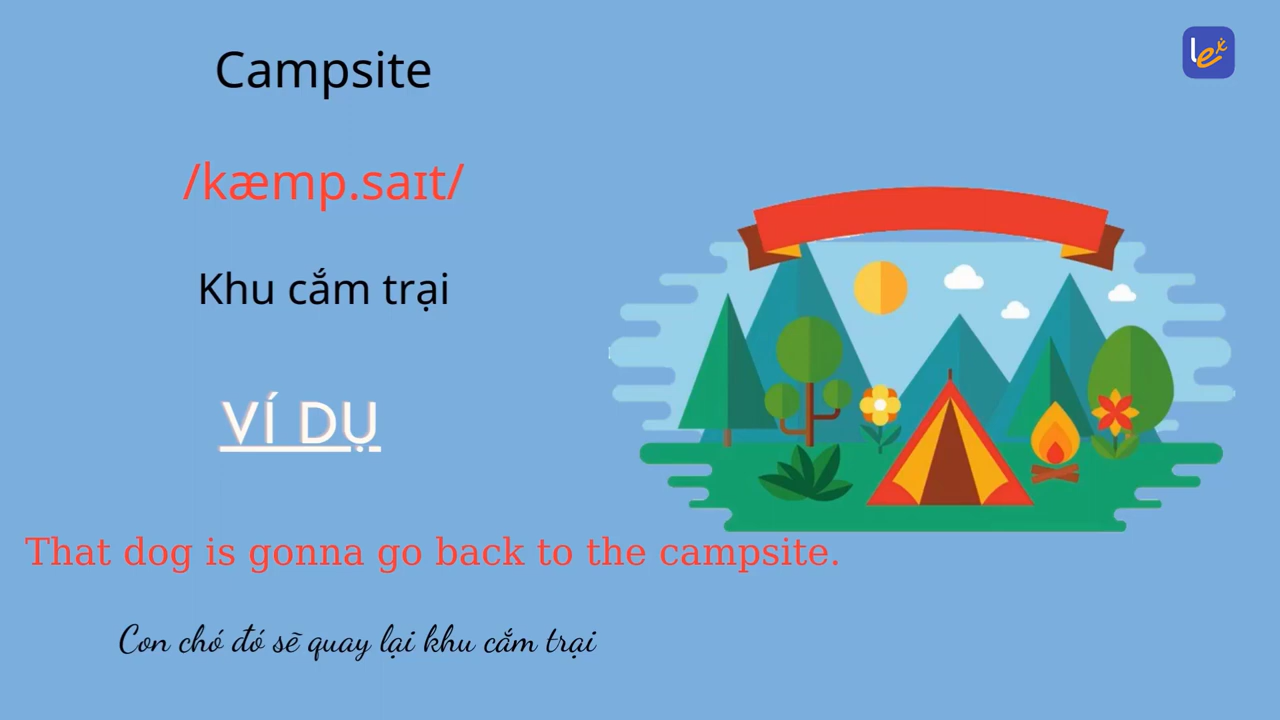 Campsite
/kæmp.saɪt/
Khu cắm trại
VÍ DỤ
That dog is gonna go back to the campsite.
Con chó đó sẽ quay lại khu cắm trại